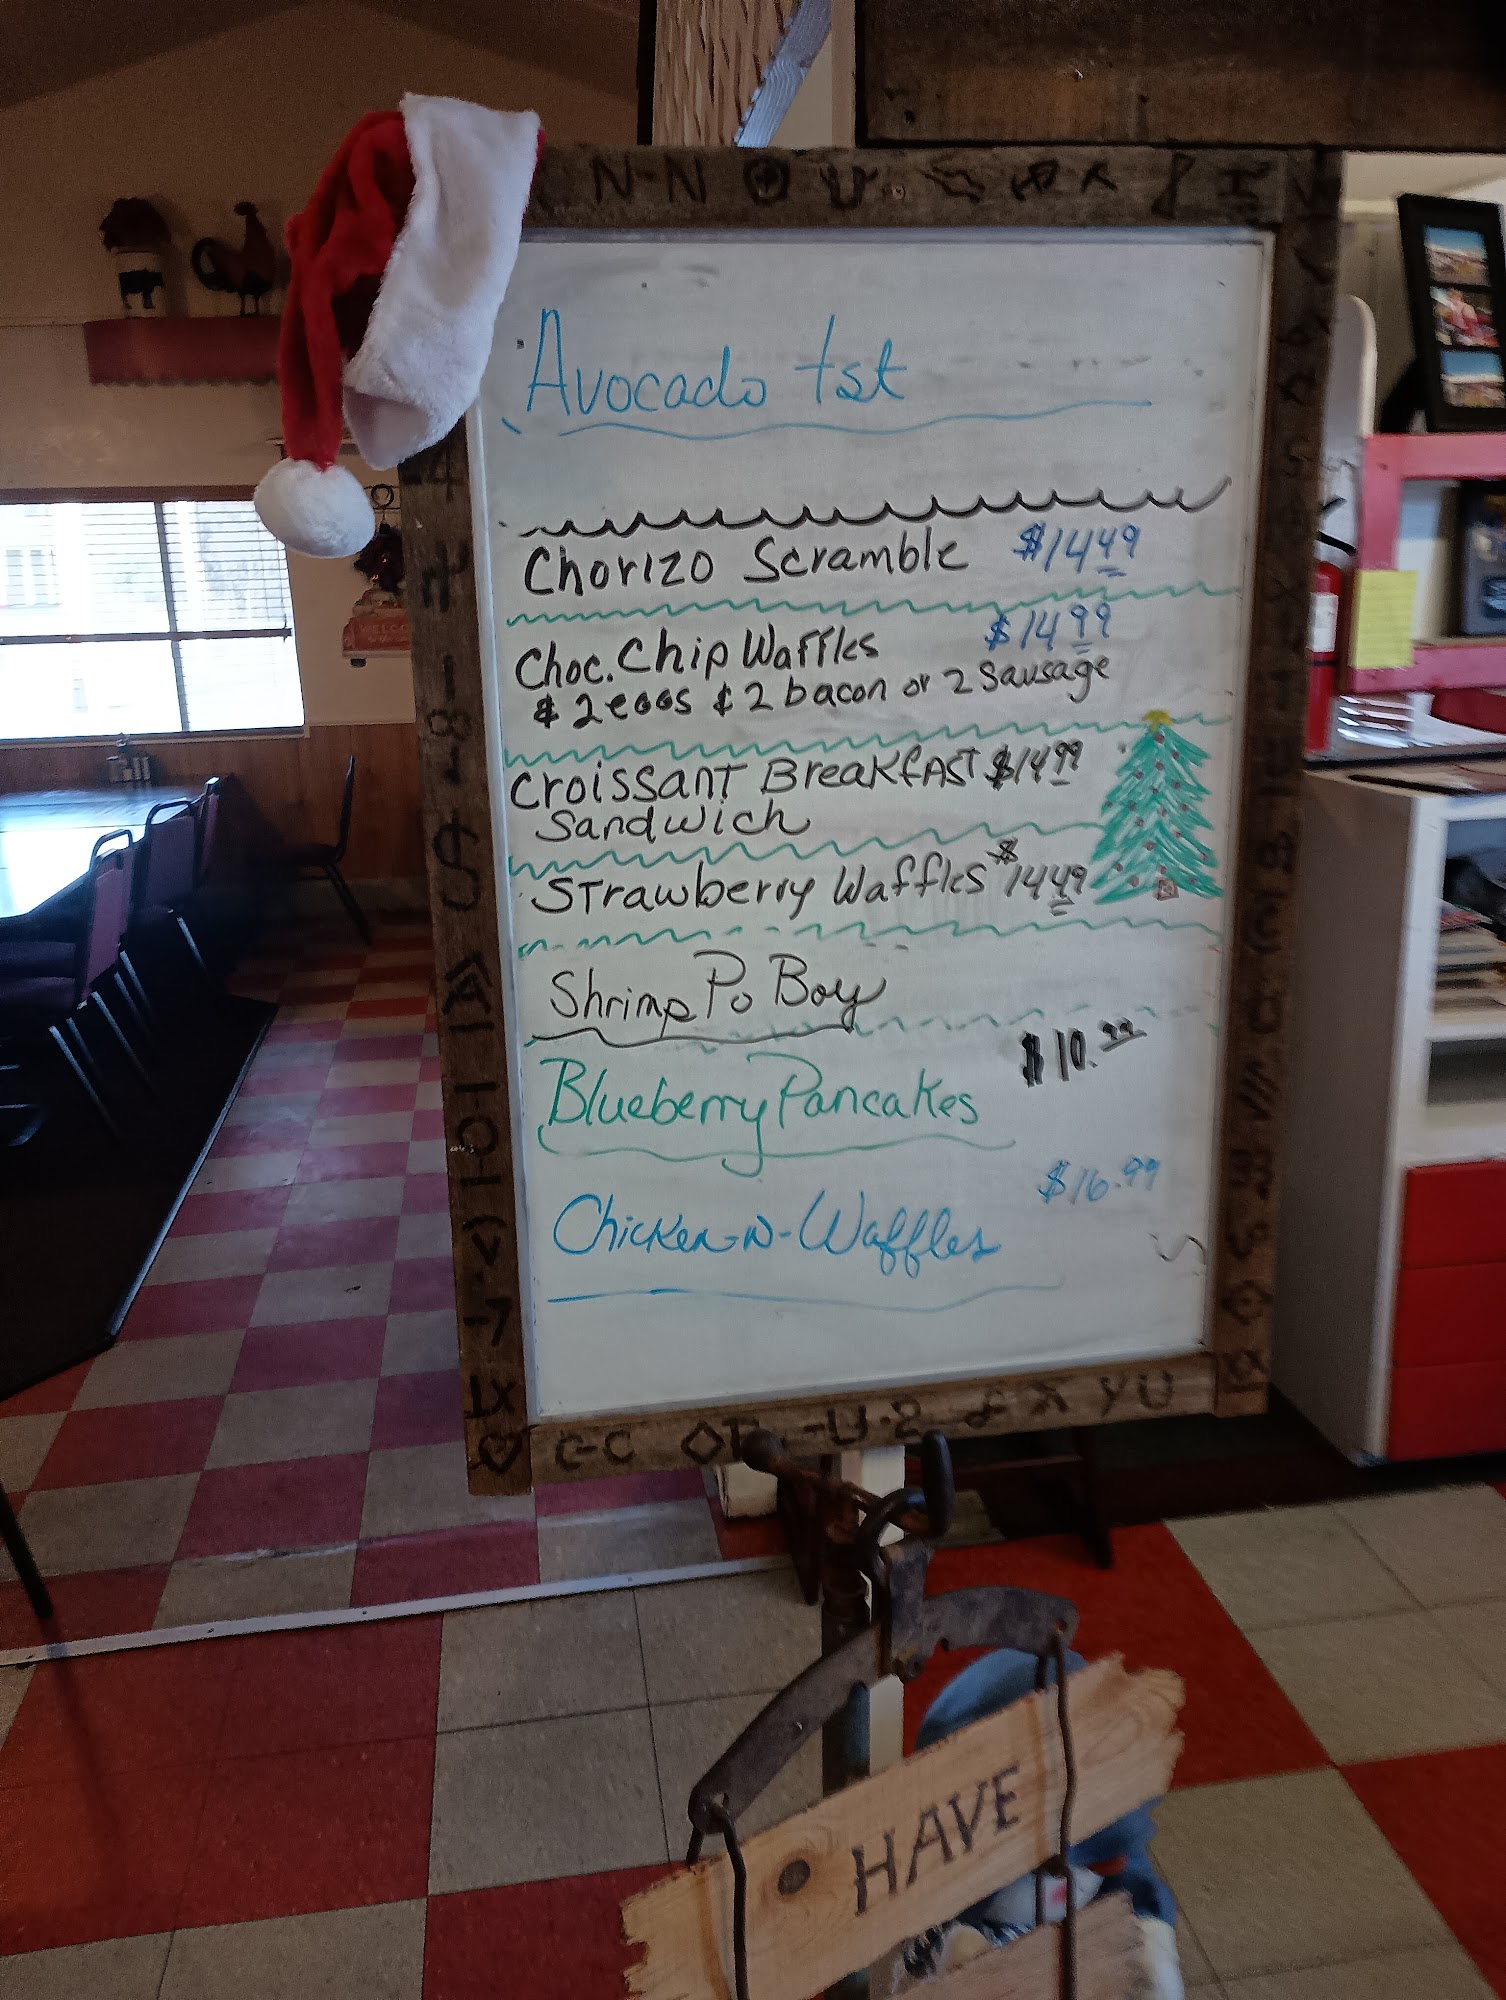 Avocado tst
Chorizo Scramble $14.49
Choc. Chip Waffles $14.99
& 2 eggs & 2 bacon or 2 Sausage
Croissant Breakfast $14.99
Sandwich
Strawberry Waffles $14.49
Shrimp Po Boy
$10.99
Blueberry Pancakes
$16.99
Chicken-N-Waffles
HAVE